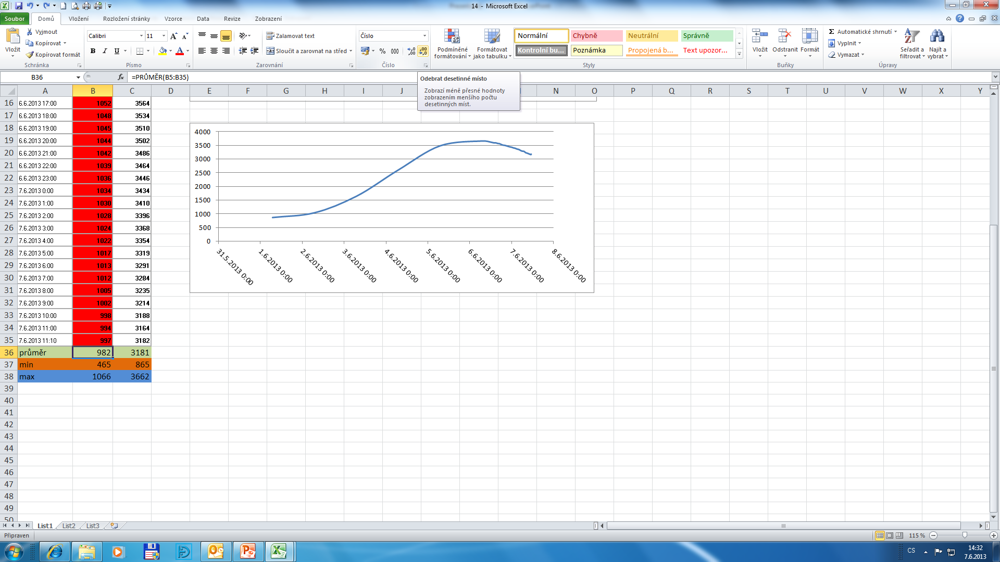 14 - Microsoft Excel
Soubor Domů Vložení Rozložení stránky Vzorce Data Revize Zobrazení
Vložit
Vyjmout
Kopírovat
Kopírovat formát
Schránka
Calibri 11
B I U
Písmo
Zalamovat text
Sloučit a zarovnat na střed
Zarovnání
Číslo
% 000
Číslo
Podmíněné formátování
Formátovat jako tabulku
Normální Chybně Neutrální Správně
Kontrolní bu... Poznámka Propojená b... Text upozor...
Styly
Vložit Odstranit Formát
Buňky
Automatické shrnutí
Vyplnit
Vymazat
Seřadit a filtrovat
Najít a vybrat
Úpravy
B36 fx =PRŮMĚR(B5:B35)
Odebrat desetinné místo
Zobrazí méně přesné hodnoty
zobrazením menšího počtu
desetinných míst.
A B C D E F G H I J N O P Q R S T U V W X Y
16 6.6.2013 17:00 1052 3564
17 6.6.2013 18:00 1048 3534
18 6.6.2013 19:00 1045 3510
19 6.6.2013 20:00 1044 3502
20 6.6.2013 21:00 1042 3486
21 6.6.2013 22:00 1039 3464
22 6.6.2013 23:00 1036 3446
23 7.6.2013 0:00 1034 3434
24 7.6.2013 1:00 1030 3410
25 7.6.2013 2:00 1028 3396
26 7.6.2013 3:00 1024 3368
27 7.6.2013 4:00 1022 3354
28 7.6.2013 5:00 1017 3319
29 7.6.2013 6:00 1013 3291
30 7.6.2013 7:00 1012 3284
31 7.6.2013 8:00 1005 3235
32 7.6.2013 9:00 1002 3214
33 7.6.2013 10:00 998 3188
34 7.6.2013 11:00 994 3164
35 7.6.2013 11:10 997 3182
36 průměr 982 3181
37 min 465 865
38 max 1066 3662
39
40
41
42
43
44
45
46
47
48
49
50
4000
3500
3000
2500
2000
1500
1000
500
0
31.5.2013 0:00
1.6.2013 0:00
2.6.2013 0:00
3.6.2013 0:00
4.6.2013 0:00
5.6.2013 0:00
6.6.2013 0:00
7.6.2013 0:00
8.6.2013 0:00
List1 List2 List3
Připraven
115 %
CS
14:32
7.6.2013